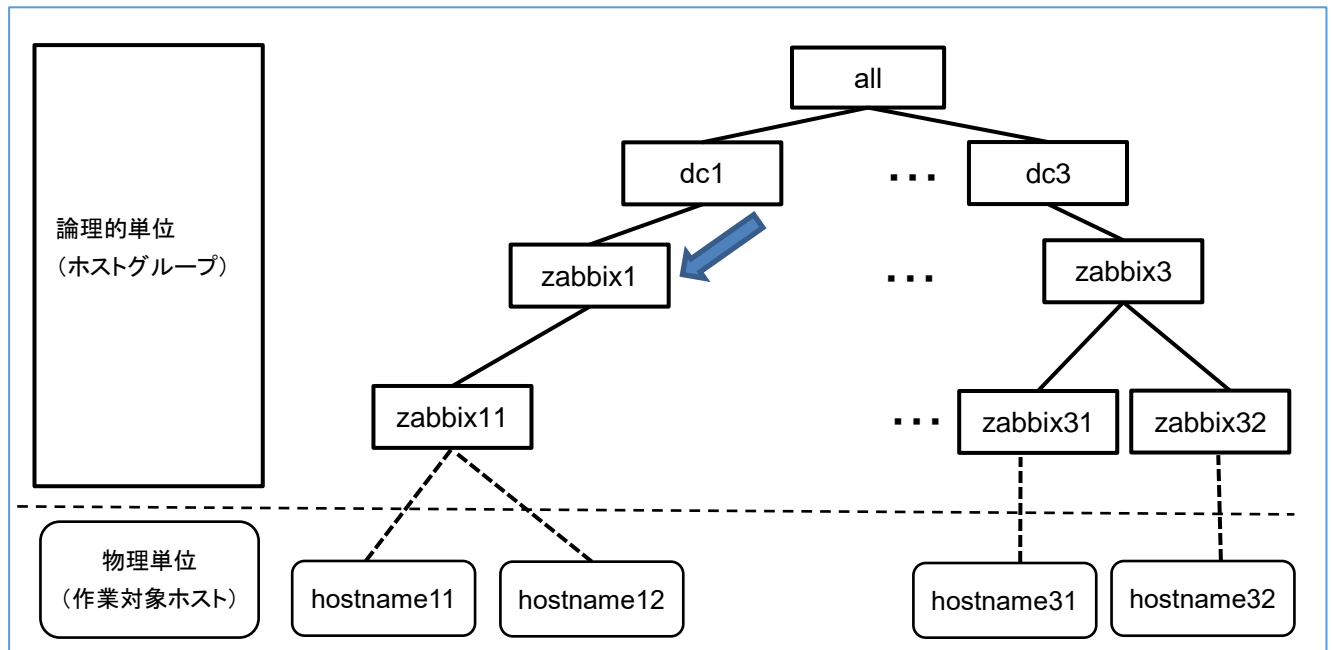 all
dc1
...
dc3
論理的単位
（ホストグループ）
zabbix1
...
zabbix3
zabbix11
...
zabbix31
zabbix32
物理単位
（作業対象ホスト）
hostname11
hostname12
hostname31
hostname32